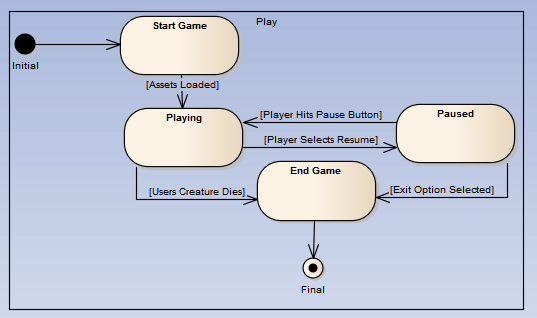 Play
Start Game
Initial
[Assets Loaded]
Playing
[Player Hits Pause Button]
Paused
[Player Selects Resume]
End Game
[Users Creature Dies]
[Exit Option Selected]
Final